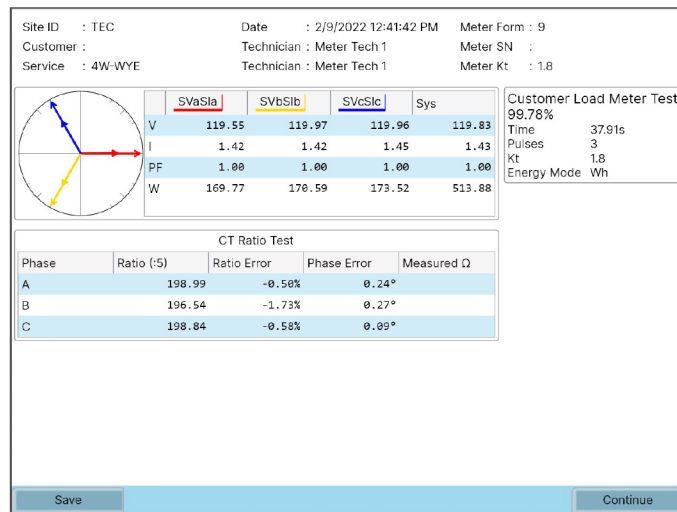 Site ID : TEC Date : 2/9/2022 12:41:42 PM Meter Form : 9
Customer : Technician : Meter Tech 1 Meter SN :
Service : 4W-WYE Technician : Meter Tech 1 Meter Kt : 1.8
SVaSIa SVbSIb SVcSIc Sys
V 119.55 119.97 119.96 119.83
I 1.42 1.42 1.45 1.43
PF 1.00 1.00 1.00 1.00
W 169.77 170.59 173.52 513.88
Customer Load Meter Test
99.78%
Time 37.91s
Pulses 3
Kt 1.8
Energy Mode Wh
CT Ratio Test
Phase Ratio (:5) Ratio Error Phase Error Measured Ω
A 198.99 -0.50% 0.24°
B 196.54 -1.73% 0.27°
C 198.84 -0.58% 0.09°
Save Continue